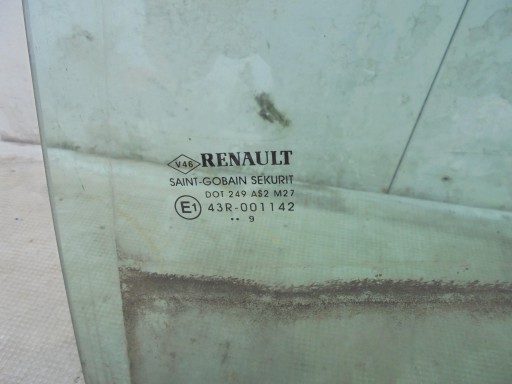 V46 RENAULT
SAINT-GOBAIN SEKURIT
DOT 249 AS2 M27
E1 43R-001142
•• 9